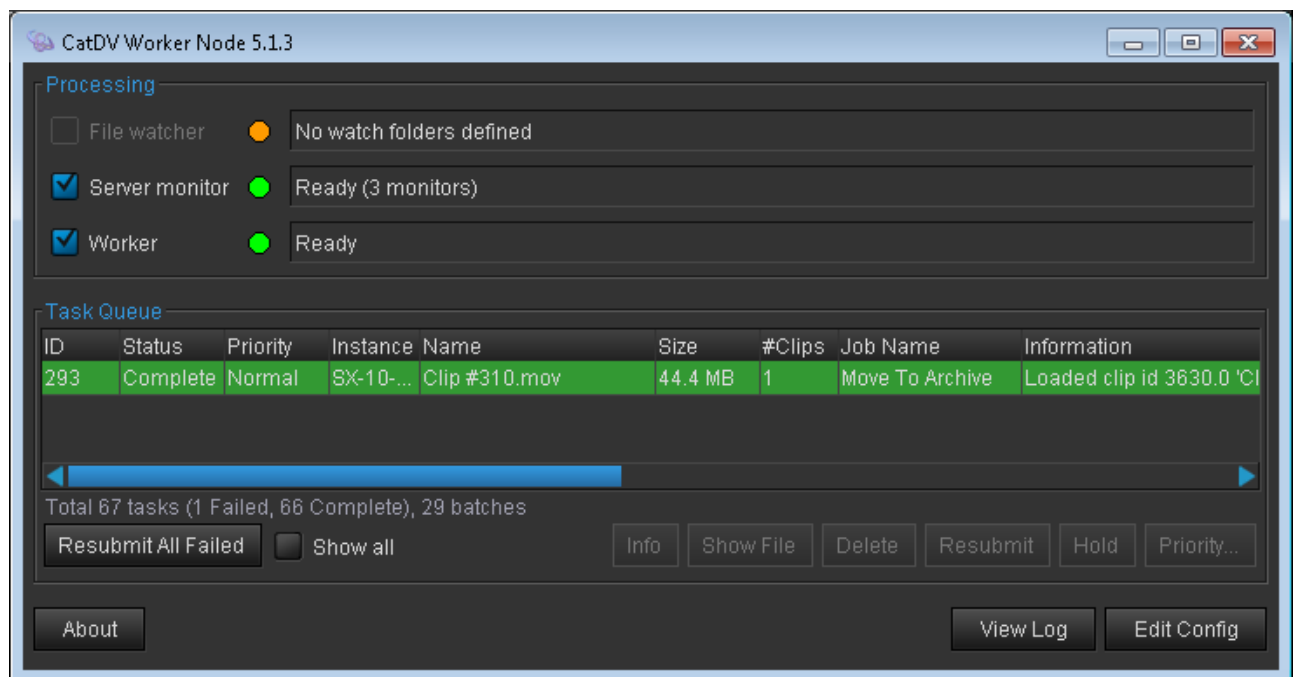 CatDV Worker Node 5.1.3
Processing
File watcher No watch folders defined
Server monitor Ready (3 monitors)
Worker Ready
Task Queue
ID Status Priority Instance Name Size #Clips Job Name Information
293 Complete Normal SX-10-... Clip #310.mov 44.4 MB 1 Move To Archive Loaded clip id 3630.0 'Cl
Total 67 tasks (1 Failed, 66 Complete), 29 batches
Resubmit All Failed Show all Info Show File Delete Resubmit Hold Priority...
About View Log Edit Config